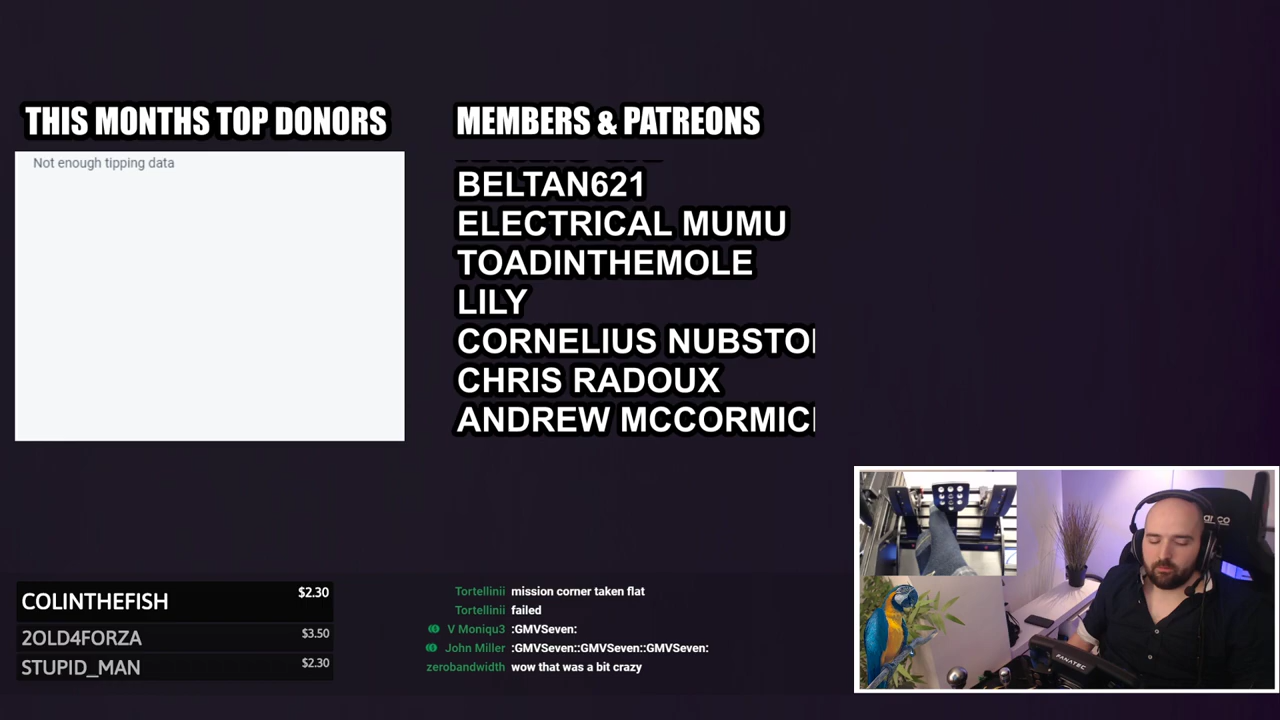 THIS MONTHS TOP DONORS
Not enough tipping data
MEMBERS & PATREONS
BELTAN621
ELECTRICAL MUMU
TOADINTHEMOLE
LILY
CORNELIUS NUBSTO
CHRIS RADOUX
ANDREW MCCORMIC
COLINTHEFISH $2.30
2OLD4FORZA $3.50
STUPID_MAN $2.30
Tortellinii mission corner taken flat
Tortellinii failed
V Moniqu3 :GMVSeven:
John Miller :GMVSeven::GMVSeven::GMVSeven:
zerobandwidth wow that was a bit crazy
FANATEC